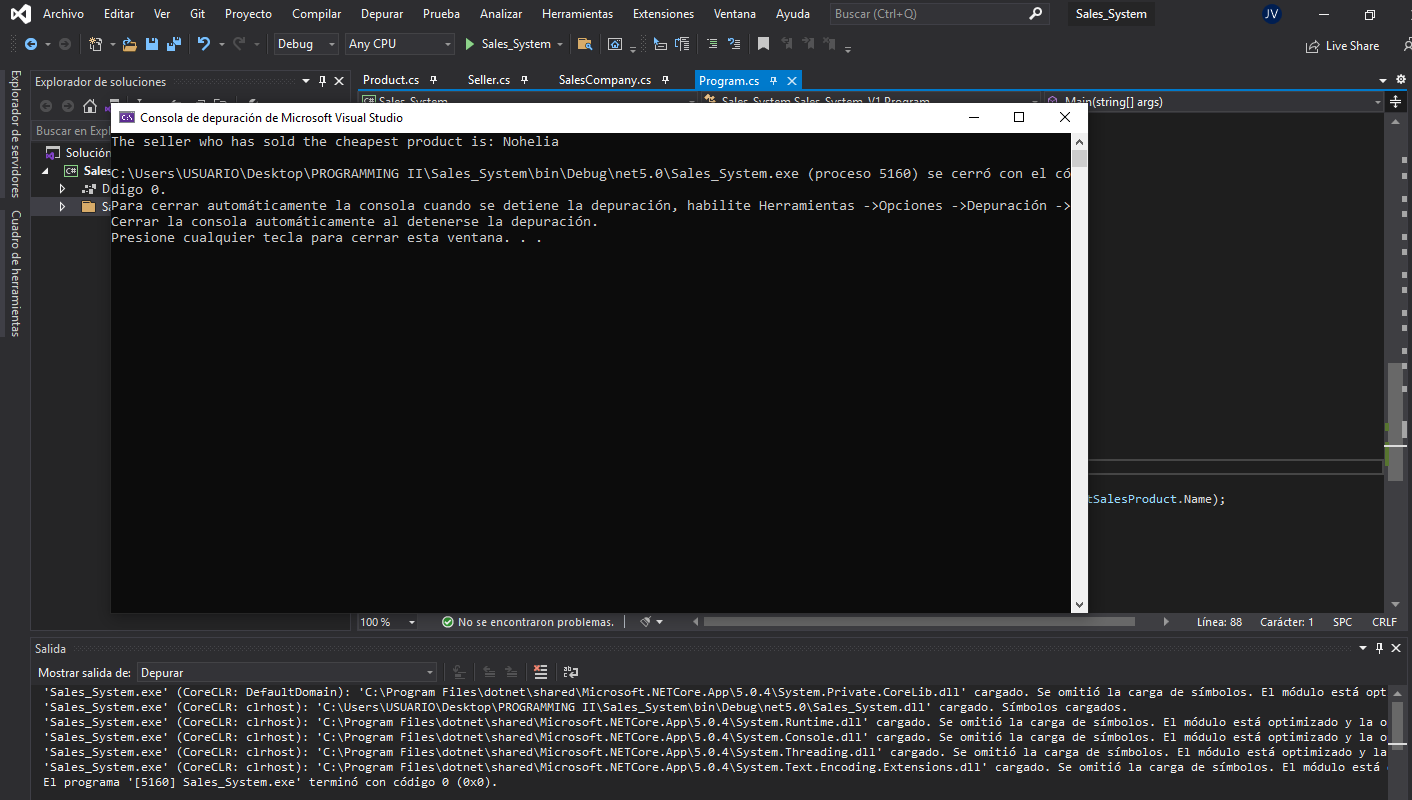 Archivo Editar Ver Git Proyecto Compilar Depurar Prueba Analizar Herramientas Extensiones Ventana Ayuda Buscar (Ctrl+Q) Sales_System JV
Debug Any CPU Sales_System Live Share
Explorador de servidores
Cuadro de herramientas
Explorador de soluciones
Product.cs Seller.cs SalesCompany.cs Program.cs
Sales_System Sales_System.Sales_System_V1.Program Main(string[] args)
Buscar en Exp
Solución
Sales
Consola de depuración de Microsoft Visual Studio
The seller who has sold the cheapest product is: Nohelia
C:\Users\USUARIO\Desktop\PROGRAMMING II\Sales_System\bin\Debug\net5.0\Sales_System.exe (proceso 5160) se cerró con el có
digo 0.
Para cerrar automáticamente la consola cuando se detiene la depuración, habilite Herramientas ->Opciones ->Depuración ->
Cerrar la consola automáticamente al detenerse la depuración.
Presione cualquier tecla para cerrar esta ventana. . .
tSalesProduct.Name);
100 % No se encontraron problemas. Línea: 88 Carácter: 1 SPC CRLF
Salida
Mostrar salida de: Depurar
'Sales_System.exe' (CoreCLR: DefaultDomain): 'C:\Program Files\dotnet\shared\Microsoft.NETCore.App\5.0.4\System.Private.CoreLib.dll' cargado. Se omitió la carga de símbolos. El módulo está opt
'Sales_System.exe' (CoreCLR: clrhost): 'C:\Users\USUARIO\Desktop\PROGRAMMING II\Sales_System\bin\Debug\net5.0\Sales_System.dll' cargado. Símbolos cargados.
'Sales_System.exe' (CoreCLR: clrhost): 'C:\Program Files\dotnet\shared\Microsoft.NETCore.App\5.0.4\System.Runtime.dll' cargado. Se omitió la carga de símbolos. El módulo está optimizado y la o
'Sales_System.exe' (CoreCLR: clrhost): 'C:\Program Files\dotnet\shared\Microsoft.NETCore.App\5.0.4\System.Console.dll' cargado. Se omitió la carga de símbolos. El módulo está optimizado y la o
'Sales_System.exe' (CoreCLR: clrhost): 'C:\Program Files\dotnet\shared\Microsoft.NETCore.App\5.0.4\System.Threading.dll' cargado. Se omitió la carga de símbolos. El módulo está optimizado y la
'Sales_System.exe' (CoreCLR: clrhost): 'C:\Program Files\dotnet\shared\Microsoft.NETCore.App\5.0.4\System.Text.Encoding.Extensions.dll' cargado. Se omitió la carga de símbolos. El módulo está
El programa '[5160] Sales_System.exe' terminó con código 0 (0x0).